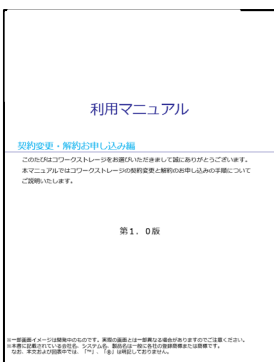 利用マニュアル
契約変更・解約お申し込み編
このたびはコワークストレージをお選びいただきまして誠にありがとうございます。
本マニュアルではコワークストレージの契約変更と解約のお申し込みの手順について
ご説明いたします。
第1．0版
※一部画面イメージは開発中のものです。実際の画面とは一部異なる場合がありますのでご注意ください。
※本書に記載されている会社名、システム名、製品名は一般に各社の登録商標または商標です。
なお、本文および図表中では、「™」、「®」は明記しておりません。